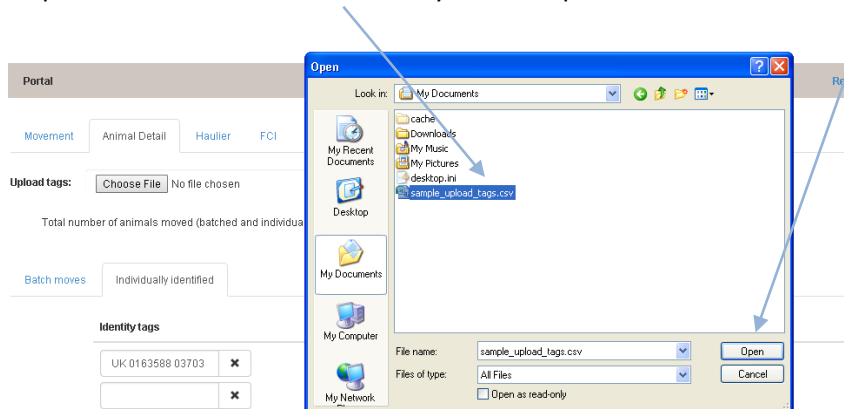 Portal
Re
Movement Animal Detail Haulier FCI
Upload tags: Choose File No file chosen
Total number of animals moved (batched and individua
Batch moves Individually identified
Identity tags
UK 0163588 03703
Open
Look in: My Documents
My Recent Documents
Desktop
My Documents
My Computer
My Network
cache
Downloads
My Music
My Pictures
desktop.ini
sample_upload_tags.csv
File name: sample_upload_tags.csv Open
Files of type: All Files Cancel
Open as read-only